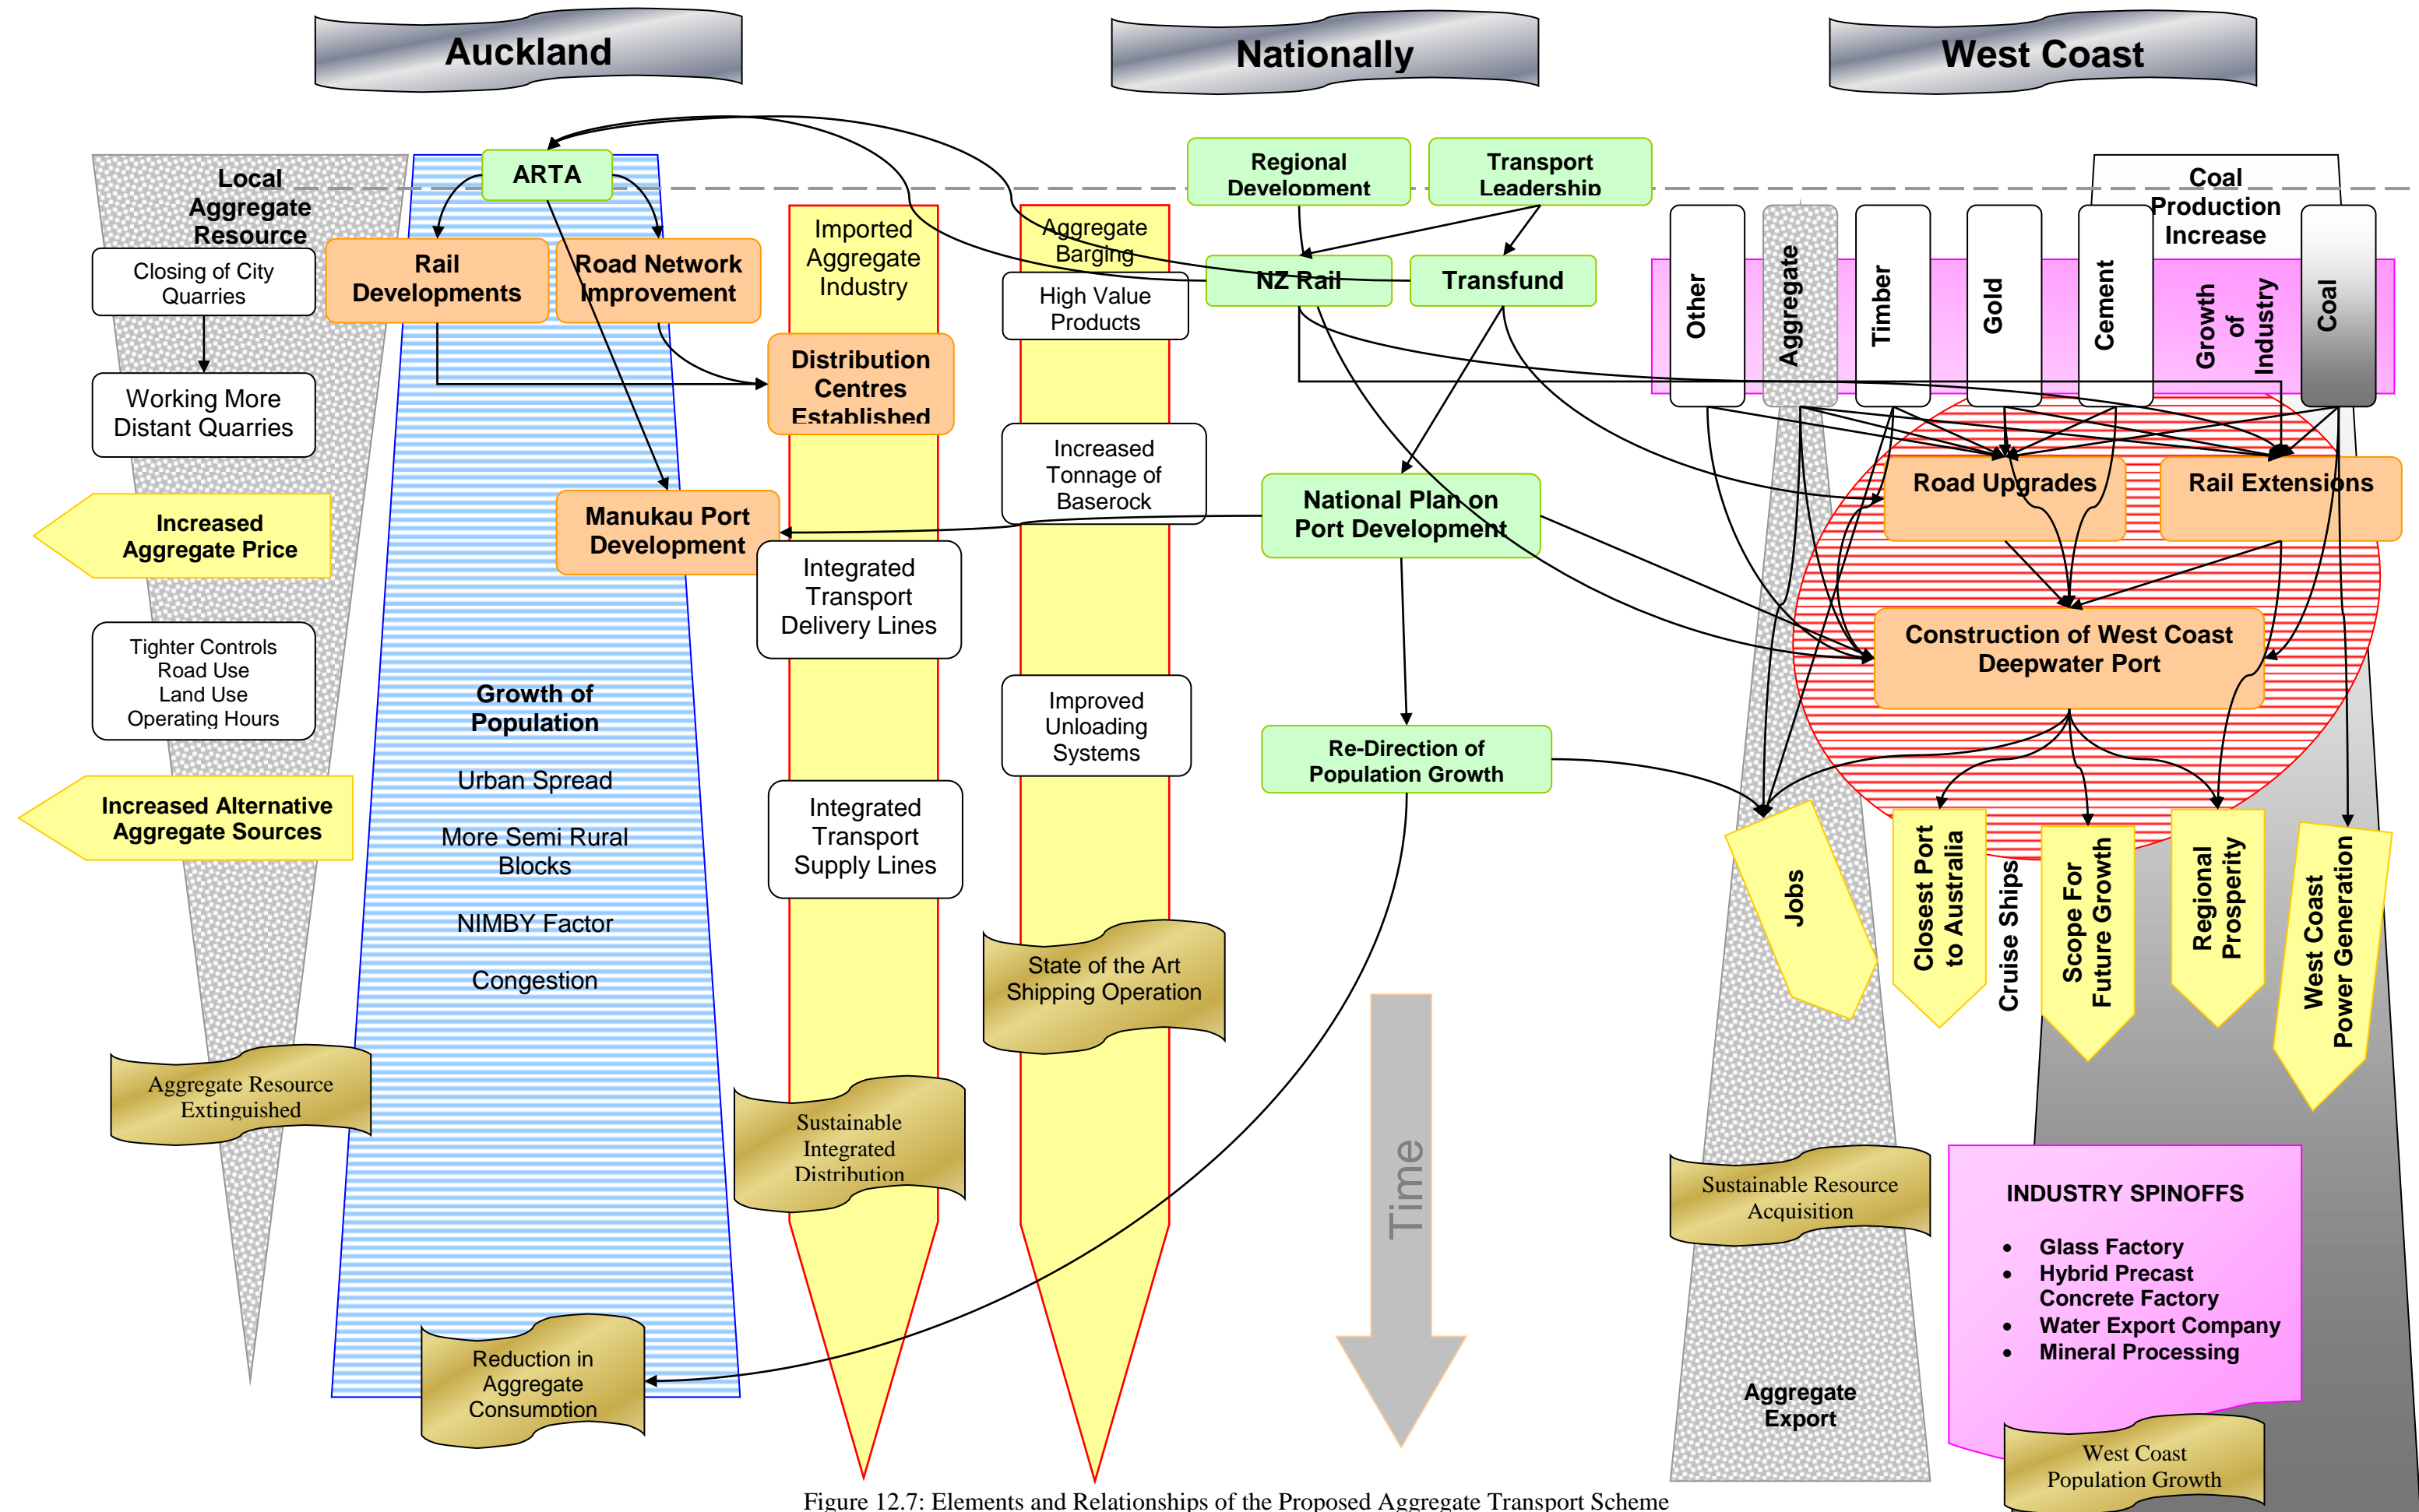 Auckland
Nationally
West Coast
Local
Aggregate
Resource
Closing of City
Quarries
Working More
Distant Quarries
Increased
Aggregate Price
Tighter Controls
Road Use
Land Use
Operating Hours
Increased Alternative
Aggregate Sources
Aggregate Resource
Extinguished
ARTA
Rail
Developments
Road Network
Improvement
Manukau Port
Development
Growth of
Population
Urban Spread
More Semi Rural
Blocks
NIMBY Factor
Congestion
Reduction in
Aggregate
Consumption
Imported
Aggregate
Industry
Distribution
Centres
Established
Integrated
Transport
Delivery Lines
Integrated
Transport
Supply Lines
Sustainable
Integrated
Distribution
Aggregate
Barging
High Value
Products
Increased
Tonnage of
Baserock
Improved
Unloading
Systems
State of the Art
Shipping Operation
Regional
Development
Transport
Leadership
NZ Rail
Transfund
National Plan on
Port Development
Re-Direction of
Population Growth
Time
Coal
Production
Increase
Other
Aggregate
Timber
Gold
Cement
Growth
of
Industry
Coal
Road Upgrades
Rail Extensions
Construction of West Coast
Deepwater Port
Jobs
Closest Port
to Australia
Cruise Ships
Scope For
Future Growth
Regional
Prosperity
West Coast
Power Generation
Sustainable Resource
Acquisition
Aggregate
Export
INDUSTRY SPINOFFS
• Glass Factory
• Hybrid Precast
Concrete Factory
• Water Export Company
• Mineral Processing
West Coast
Population Growth
Figure 12.7: Elements and Relationships of the Proposed Aggregate Transport Scheme